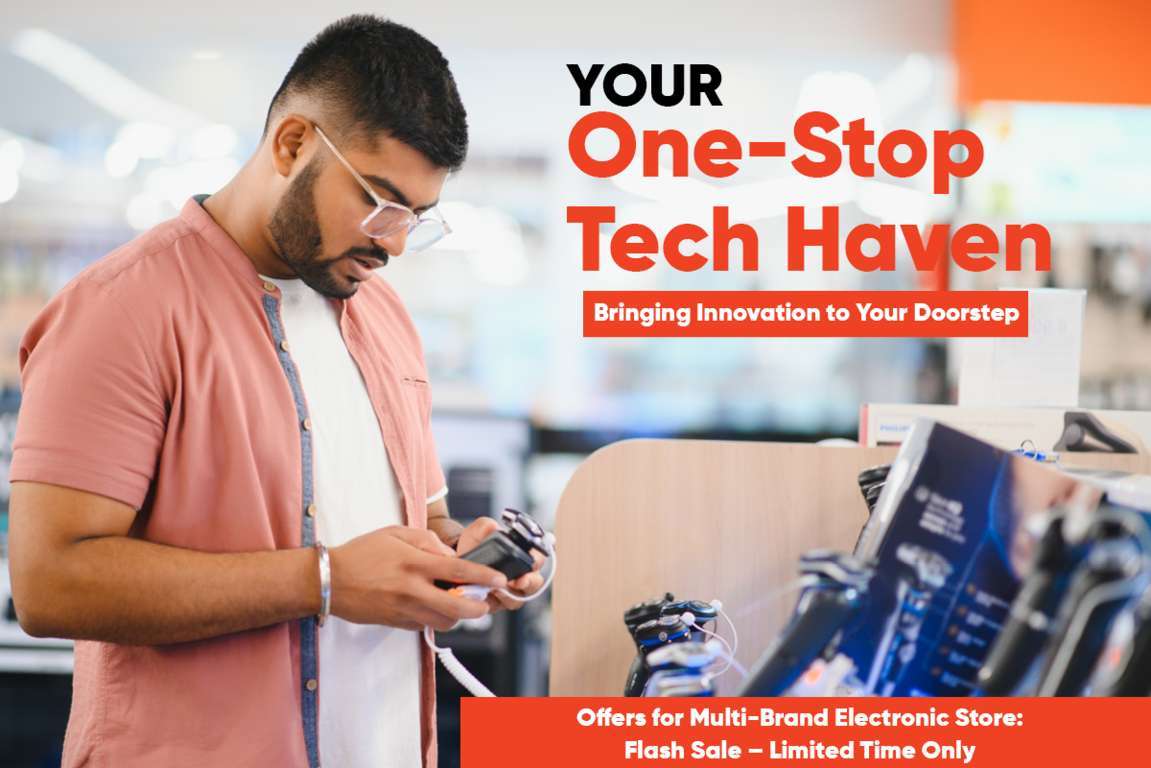 YOUR
One-Stop
Tech Haven
Bringing Innovation to Your Doorstep
Offers for Multi-Brand Electronic Store:
Flash Sale – Limited Time Only